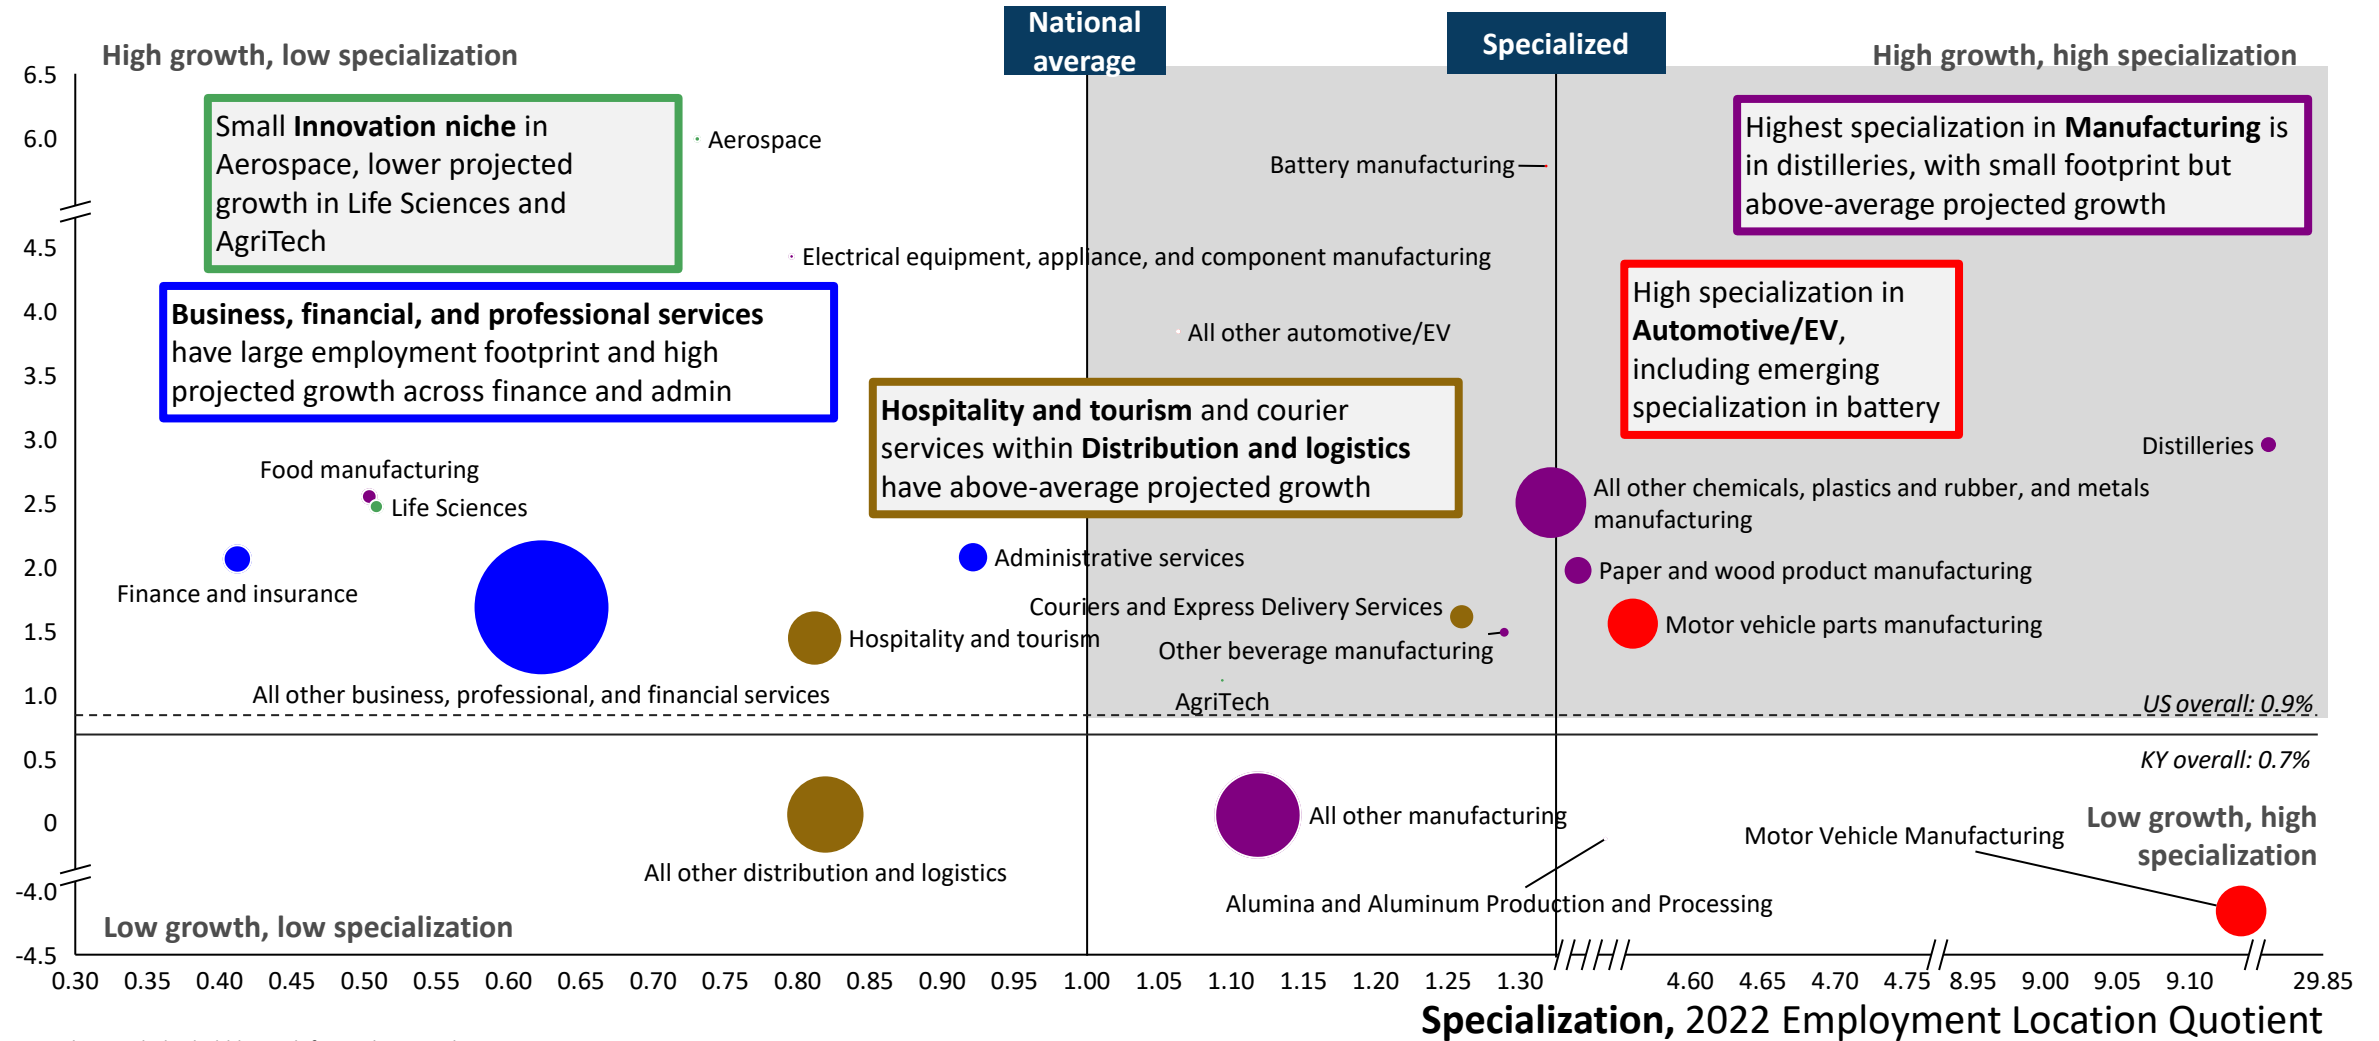 National
average
Specialized
High growth, low specialization
High growth, high specialization
6.5
6.0
4.5
4.0
3.5
3.0
2.5
2.0
1.5
1.0
0.5
0
-4.0
-4.5
Small Innovation niche in
Aerospace, lower projected
growth in Life Sciences and
AgriTech
Aerospace
Battery manufacturing
Highest specialization in Manufacturing is
in distilleries, with small footprint but
above-average projected growth
Electrical equipment, appliance, and component manufacturing
Business, financial, and professional services
have large employment footprint and high
projected growth across finance and admin
All other automotive/EV
High specialization in
Automotive/EV,
including emerging
specialization in battery
Hospitality and tourism and courier
services within Distribution and logistics
have above-average projected growth
Distilleries
Food manufacturing
Life Sciences
All other chemicals, plastics and rubber, and metals
manufacturing
Finance and insurance
Administrative services
Paper and wood product manufacturing
Couriers and Express Delivery Services
Motor vehicle parts manufacturing
Hospitality and tourism
Other beverage manufacturing
All other business, professional, and financial services
AgriTech
US overall: 0.9%
KY overall: 0.7%
All other manufacturing
Motor Vehicle Manufacturing
Low growth, high
specialization
All other distribution and logistics
Alumina and Aluminum Production and Processing
Low growth, low specialization
0.30 0.35 0.40 0.45 0.50 0.55 0.60 0.65 0.70 0.75 0.80 0.85 0.90 0.95 1.00 1.05 1.10 1.15 1.20 1.25 1.30 4.60 4.65 4.70 4.75 8.95 9.00 9.05 9.10 29.85
Specialization, 2022 Employment Location Quotient